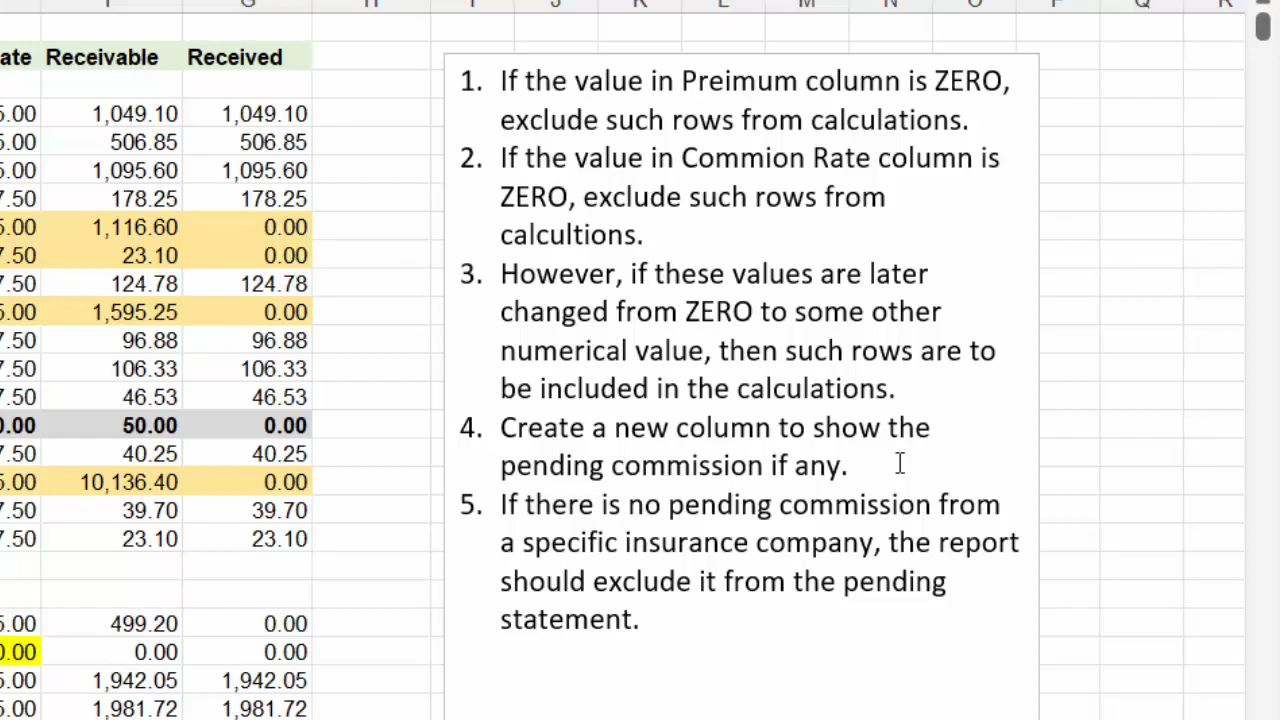 ate Receivable Received
5.00 1,049.10 1,049.10
5.00 506.85 506.85
5.00 1,095.60 1,095.60
7.50 178.25 178.25
5.00 1,116.60 0.00
7.50 23.10 0.00
7.50 124.78 124.78
5.00 1,595.25 0.00
7.50 96.88 96.88
7.50 106.33 106.33
7.50 46.53 46.53
0.00 50.00 0.00
7.50 40.25 40.25
5.00 10,136.40 0.00
7.50 39.70 39.70
7.50 23.10 23.10
5.00 499.20 0.00
0.00 0.00 0.00
5.00 1,942.05 1,942.05
5.00 1,981.72 1,981.72
1. If the value in Preimum column is ZERO,
exclude such rows from calculations.
2. If the value in Commion Rate column is
ZERO, exclude such rows from
calcultions.
3. However, if these values are later
changed from ZERO to some other
numerical value, then such rows are to
be included in the calculations.
4. Create a new column to show the
pending commission if any.
5. If there is no pending commission from
a specific insurance company, the report
should exclude it from the pending
statement.